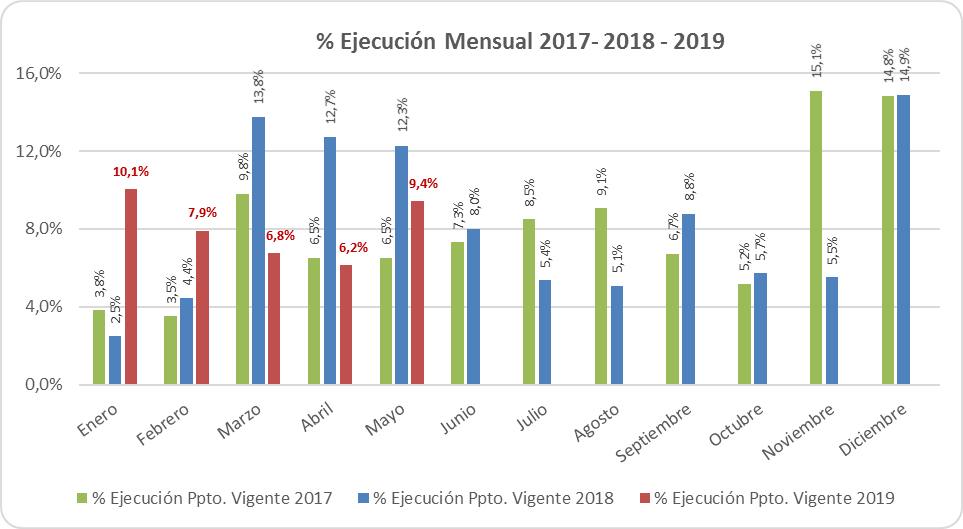 % Ejecución Mensual 2017- 2018 - 2019
16,0%
12,0%
8,0%
4,0%
0,0%
3,8%
2,5%
10,1%
3,5%
4,4%
7,9%
9,8%
13,8%
6,8%
6,5%
12,7%
6,2%
6,5%
12,3%
9,4%
7,3%
8,0%
8,5%
5,4%
9,1%
5,1%
6,7%
8,8%
5,2%
5,7%
15,1%
5,5%
14,8%
14,9%
Enero
Febrero
Marzo
Abril
Mayo
Junio
Julio
Agosto
Septiembre
Octubre
Noviembre
Diciembre
% Ejecución Ppto. Vigente 2017
% Ejecución Ppto. Vigente 2018
% Ejecución Ppto. Vigente 2019